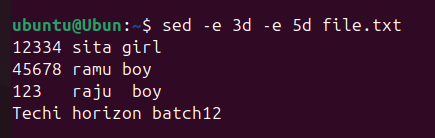 ubuntu@Ubun:~$ sed -e 3d -e 5d file.txt
12334 sita girl
45678 ramu boy
123   raju  boy
Techi horizon batch12